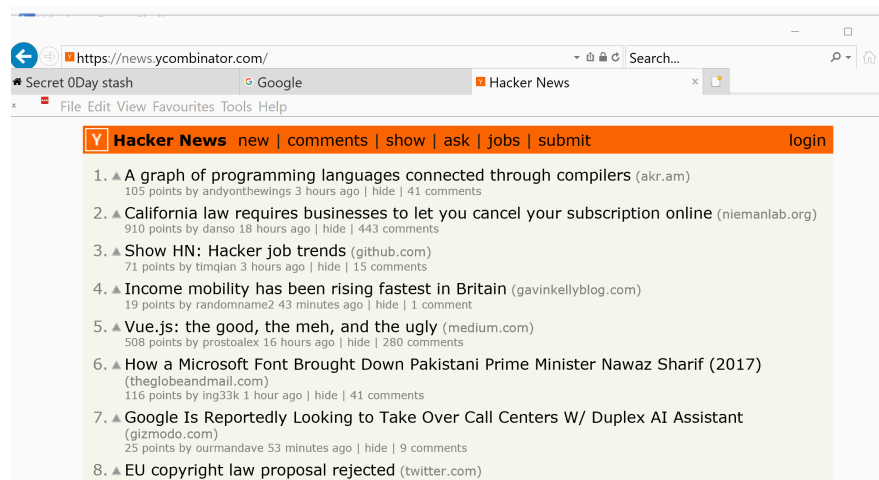 https://news.ycombinator.com/ Search...
Secret 0Day stash Google Hacker News
File Edit View Favourites Tools Help
Y Hacker News new | comments | show | ask | jobs | submit login
1. A graph of programming languages connected through compilers (akr.am)
105 points by andyonthewings 3 hours ago | hide | 41 comments
2. California law requires businesses to let you cancel your subscription online (niemanlab.org)
910 points by danso 18 hours ago | hide | 443 comments
3. Show HN: Hacker job trends (github.com)
71 points by timqian 3 hours ago | hide | 15 comments
4. Income mobility has been rising fastest in Britain (gavinkellyblog.com)
19 points by randomname2 43 minutes ago | hide | 1 comment
5. Vue.js: the good, the meh, and the ugly (medium.com)
508 points by prostoalex 16 hours ago | hide | 280 comments
6. How a Microsoft Font Brought Down Pakistani Prime Minister Nawaz Sharif (2017)
(theglobeandmail.com)
116 points by ing33k 1 hour ago | hide | 41 comments
7. Google Is Reportedly Looking to Take Over Call Centers W/ Duplex AI Assistant
(gizmodo.com)
25 points by ourmandave 53 minutes ago | hide | 9 comments
8. EU copyright law proposal rejected (twitter.com)